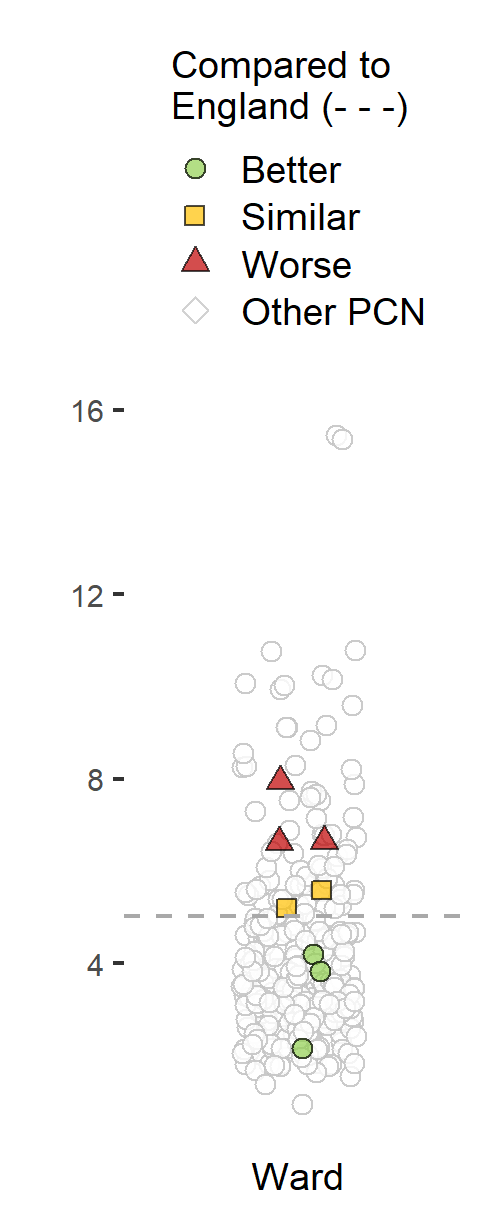 Compared to
England (- - -)
Better
Similar
Worse
Other PCN
16
12
8
4
Ward